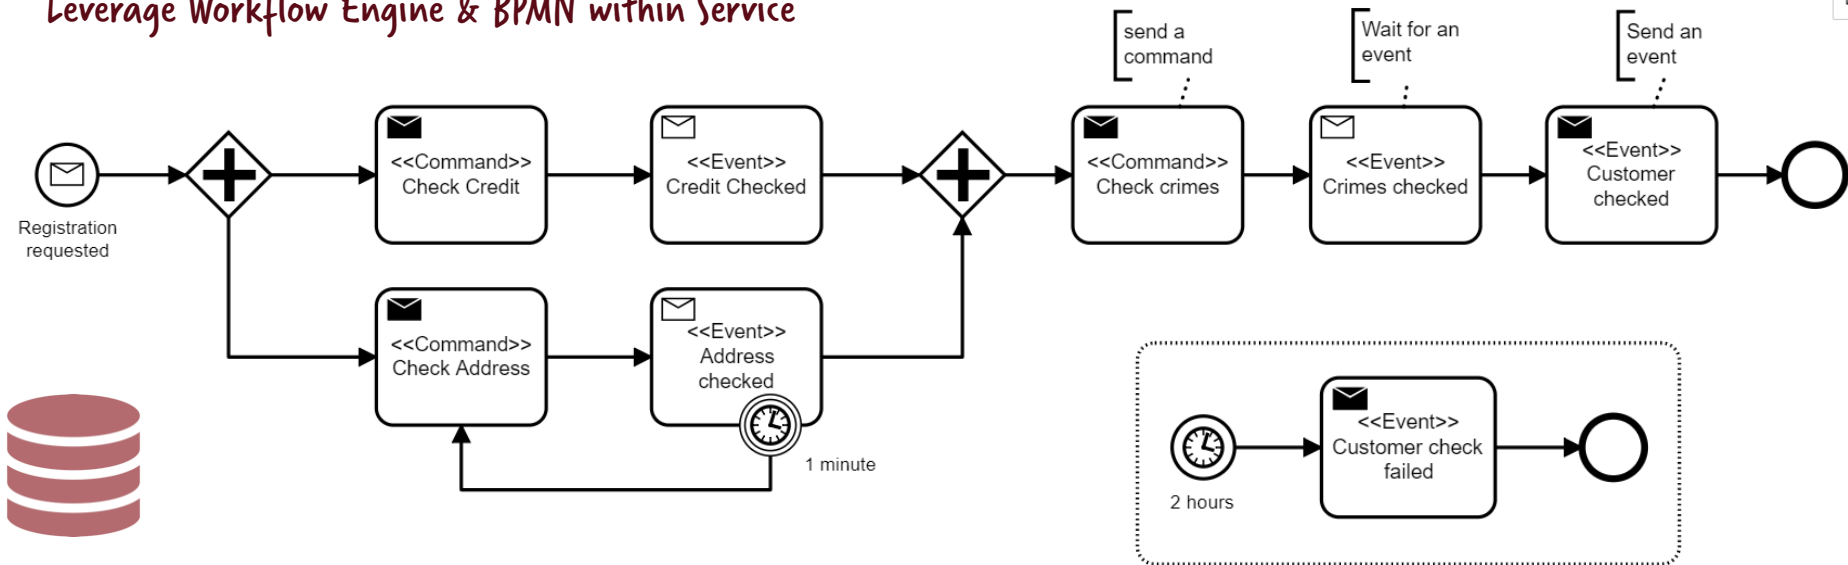 Leverage Workflow Engine & BPMN within Service
send a
command
Wait for an
event
Send an
event
Registration
requested
<<Command>>
Check Credit
<<Event>>
Credit Checked
<<Command>>
Check crimes
<<Event>>
Crimes checked
<<Event>>
Customer
checked
<<Command>>
Check Address
<<Event>>
Address
checked
1 minute
2 hours
<<Event>>
Customer check
failed